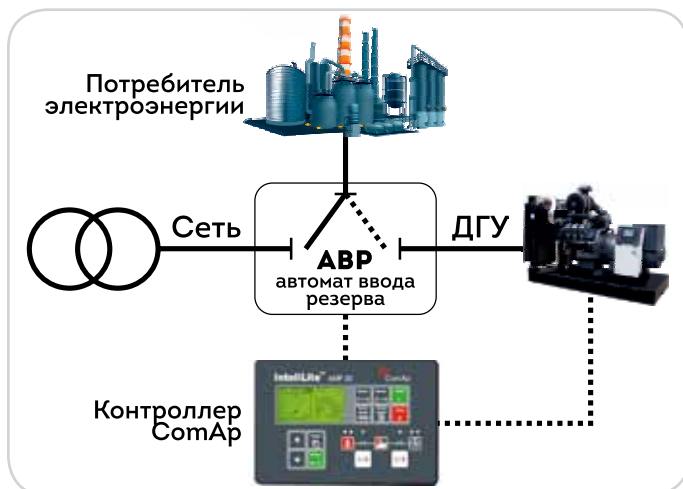 Потребитель
электроэнергии
Сеть
ДГУ
АВР
автомат ввода
резерва
InteliLite
ComAp
Контроллер
ComAp